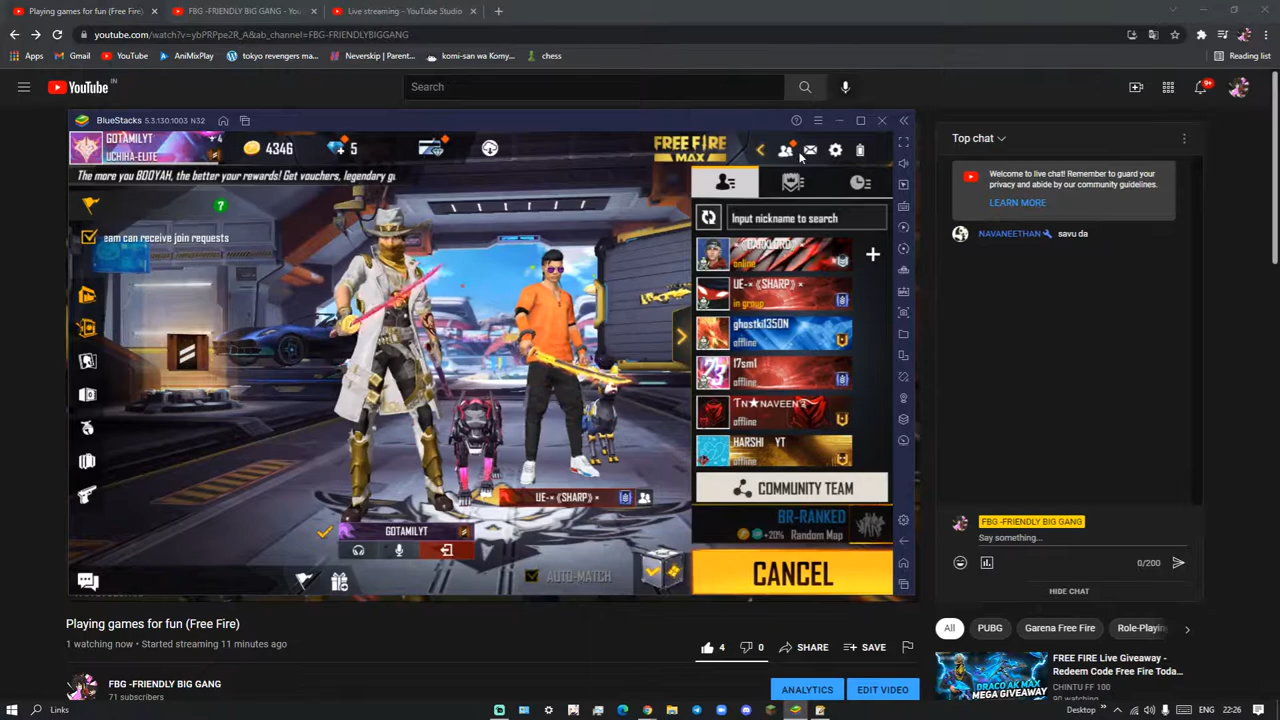 Playing games for fun (Free Fire)
FBG -FRIENDLY BIG GANG - You
Live streaming - YouTube Studio
youtube.com/watch?v=ybPRPpe2R_A&ab_channel=FBG-FRIENDLYBIGGANG
Apps
Gmail
YouTube
AniMixPlay
tokyo revengers ma...
Neverskip | Parent...
komi-san wa Komy...
chess
Reading list
YouTube IN
Search
9+
BlueStacks 5.3.130.1003 N32
Top chat
GOTAMILYT
UCHIHA-ELITE
4346
5
FREE FIRE
MAX
Welcome to live chat! Remember to guard your
privacy and abide by our community guidelines.
LEARN MORE
The more you BOOYAH, the better your rewards! Get vouchers, legendary gu
?
Input nickname to search
NAVANEETHAN savu da
eam can receive join requests
online
UE-×《SHARP》×
in group
ghostki1350N
offline
17sml
offline
TN★NAVEEN
offline
HARSHI YT
offline
COMMUNITY TEAM
UE-×《SHARP》×
BR-RANKED
+20% Random Map
GOTAMILYT
AUTO-MATCH
CANCEL
FBG -FRIENDLY BIG GANG
Say something...
0/200
HIDE CHAT
Playing games for fun (Free Fire)
1 watching now • Started streaming 11 minutes ago
4
0
SHARE
SAVE
All
PUBG
Garena Free Fire
Role-Playin
FREE FIRE Live Giveaway -
Redeem Code Free Fire Toda...
CHINTU FF 100
DRACO AK MAX
MEGA GIVEAWAY
FBG -FRIENDLY BIG GANG
71 subscribers
ANALYTICS
EDIT VIDEO
Links
Desktop
ENG
22:26